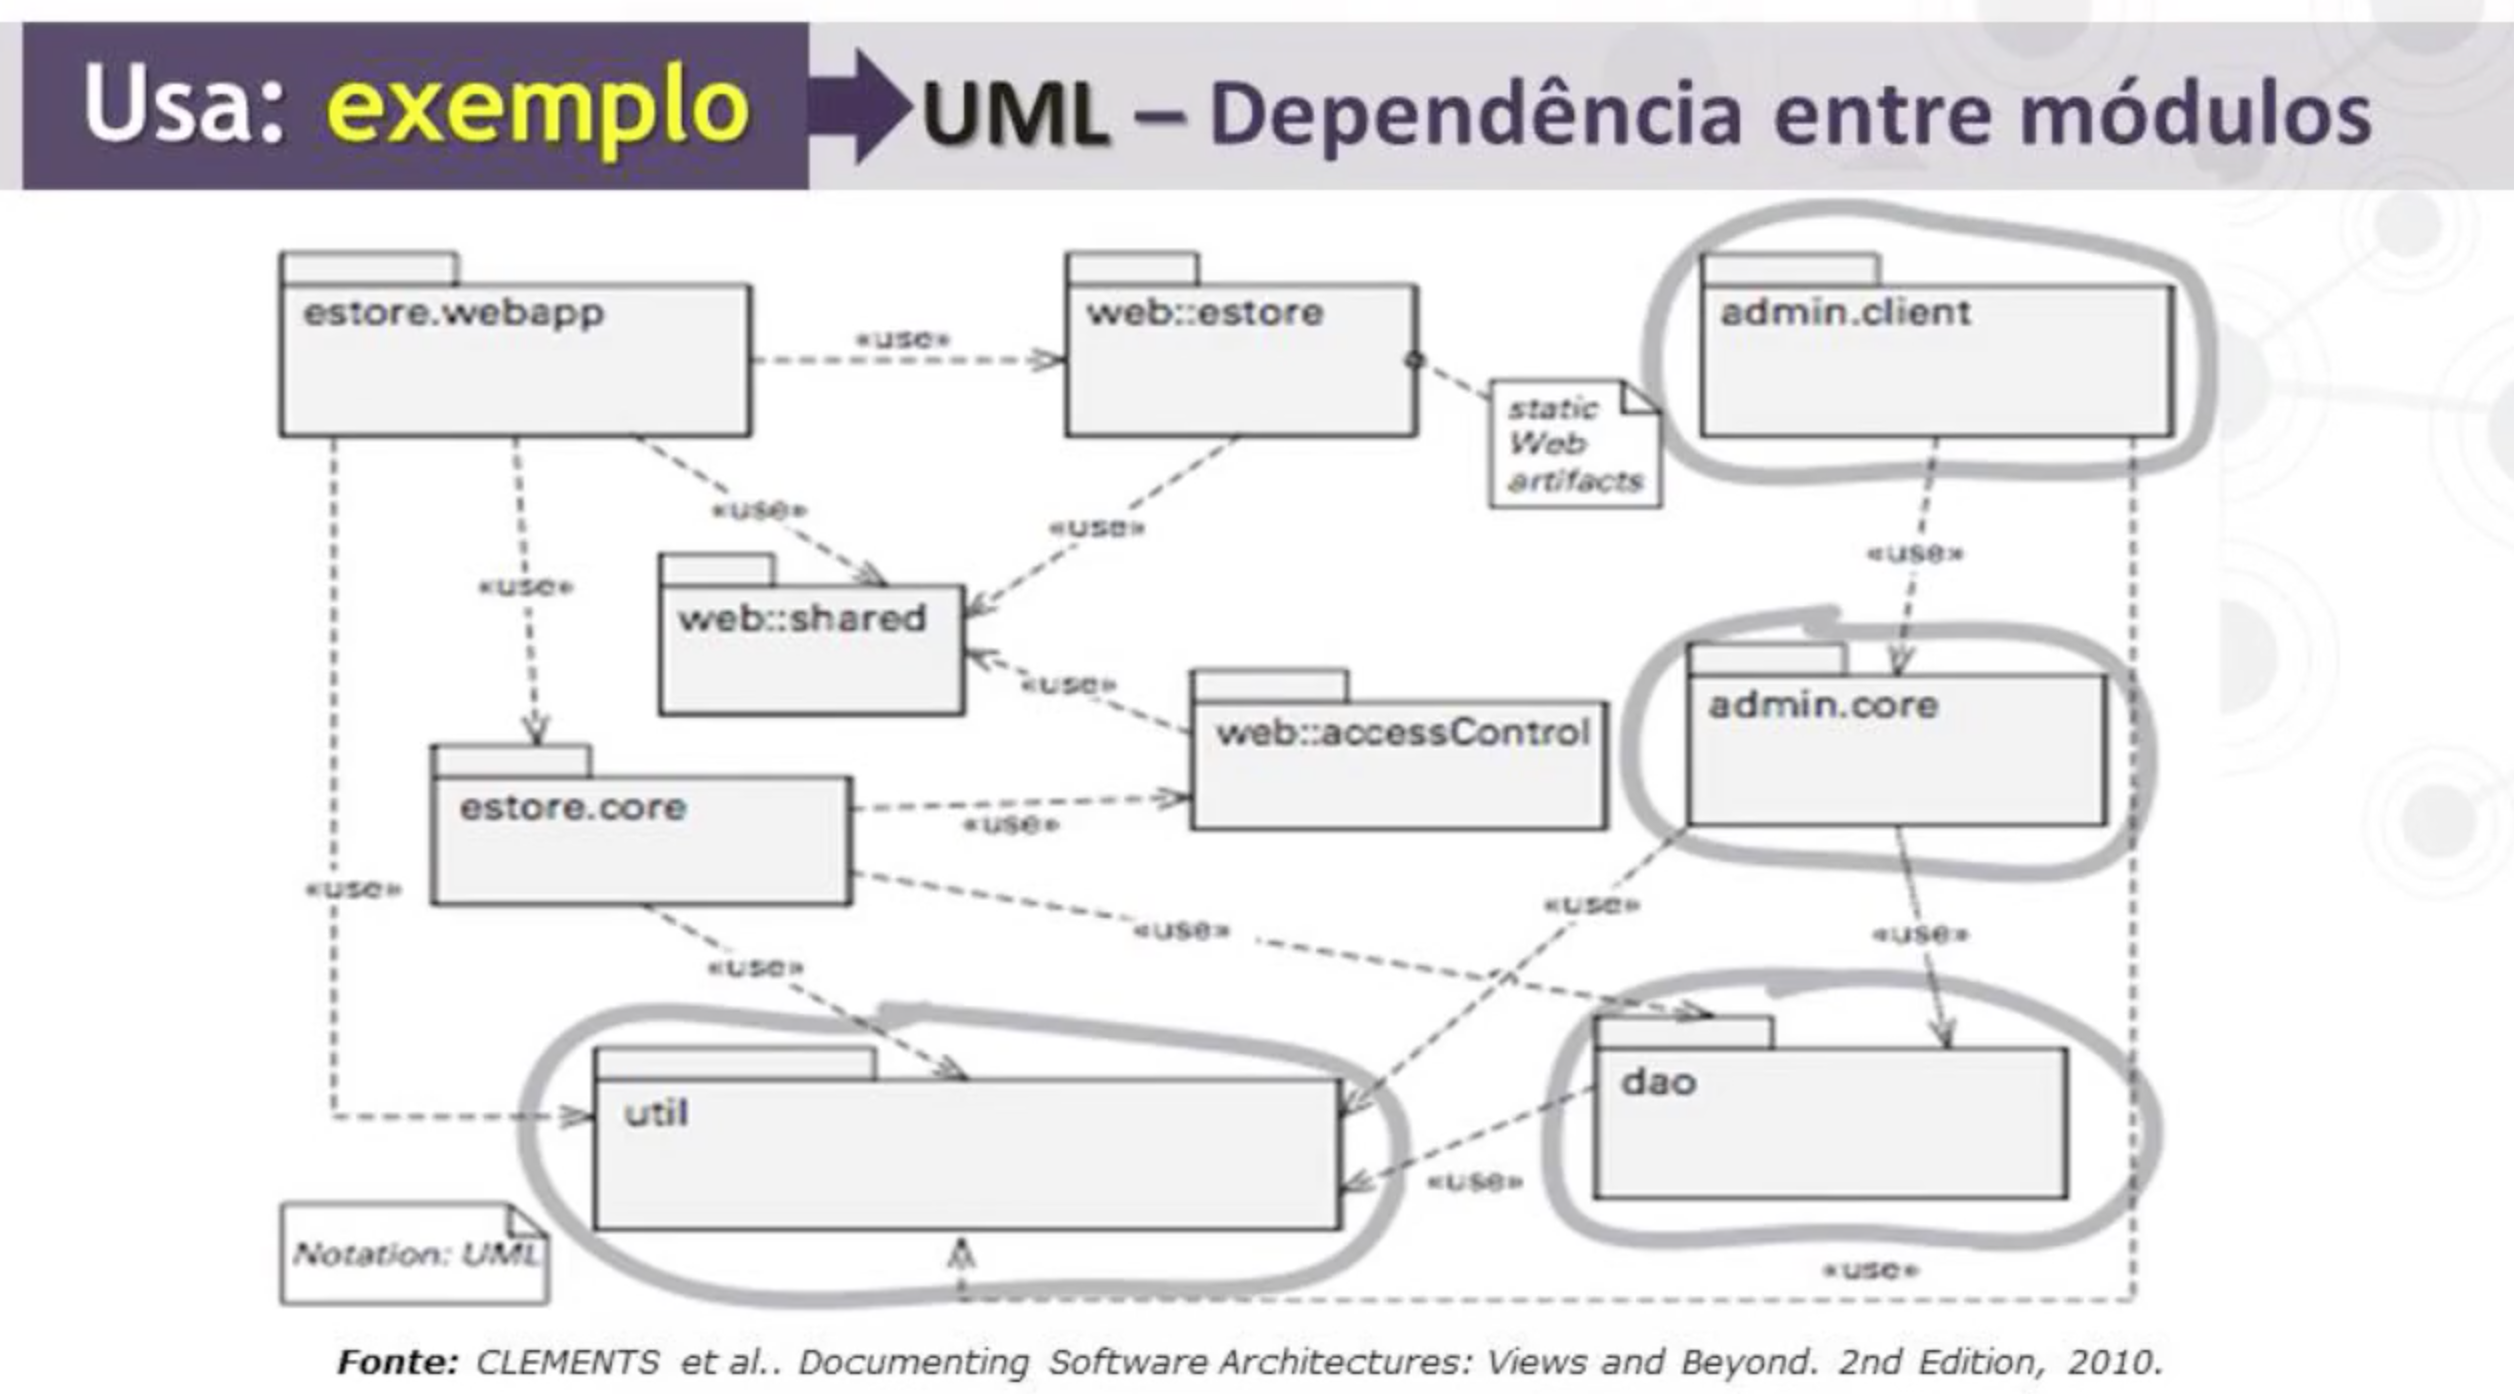 Usa: exemplo UML – Dependência entre módulos
estore.webapp
«use»
web::estore
static
Web
artifacts
admin.client
«use»
«use»
«use»
«use»
web::shared
«use»
web::accessControl
admin.core
estore.core
«use»
«use»
«use»
«use»
«use»
«use»
util
dao
«use»
Notation: UML
«use»
Fonte: CLEMENTS et al.. Documenting Software Architectures: Views and Beyond. 2nd Edition, 2010.